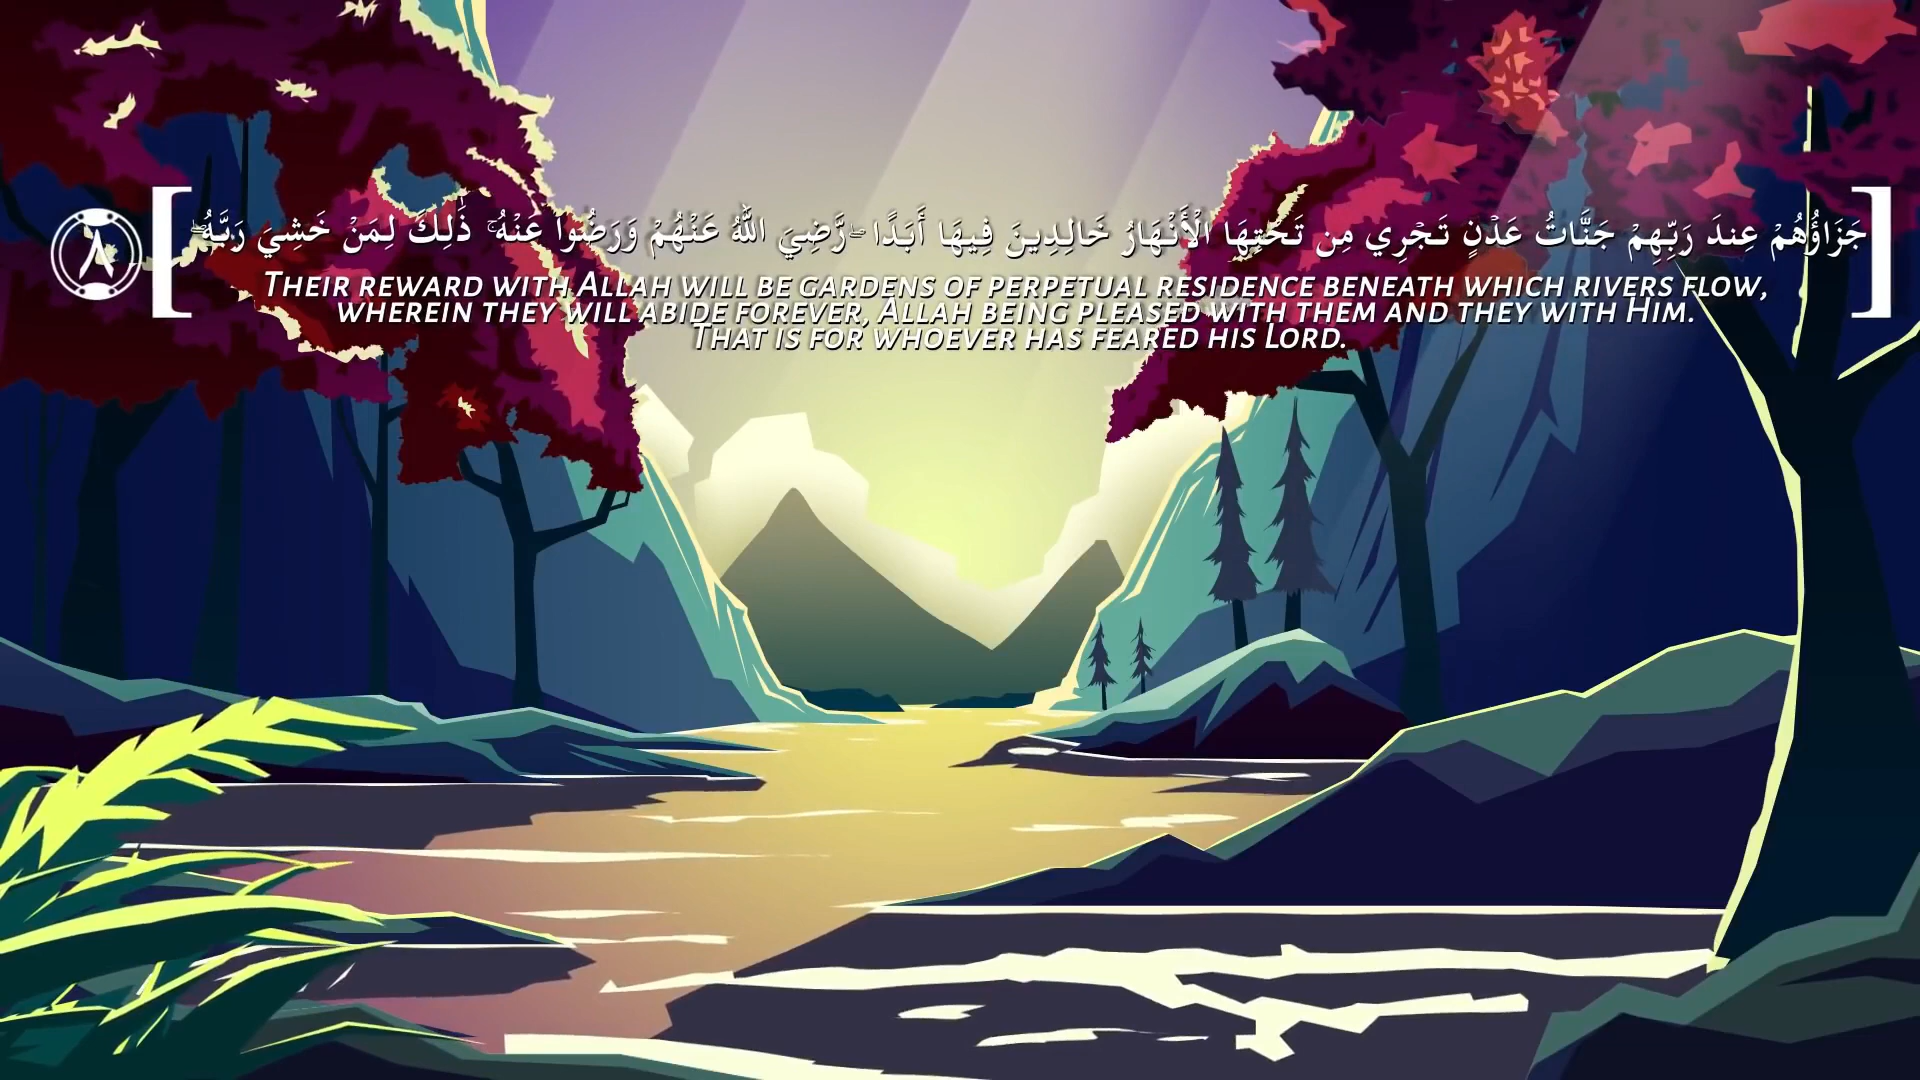 جَزَاؤُهُمْ عِندَ رَبِّهِمْ جَنَّاتُ عَدْنٍ تَجْرِي مِن تَحْتِهَا الْأَنْهَارُ خَالِدِينَ فِيهَا أَبَدًا ۖ رَّضِيَ اللَّهُ عَنْهُمْ وَرَضُوا عَنْهُ ۚ ذَٰلِكَ لِمَنْ خَشِيَ رَبَّهُ ۖ
Their reward with Allah will be gardens of perpetual residence beneath which rivers flow,
wherein they will abide forever, Allah being pleased with them and they with Him.
That is for whoever has feared his Lord.